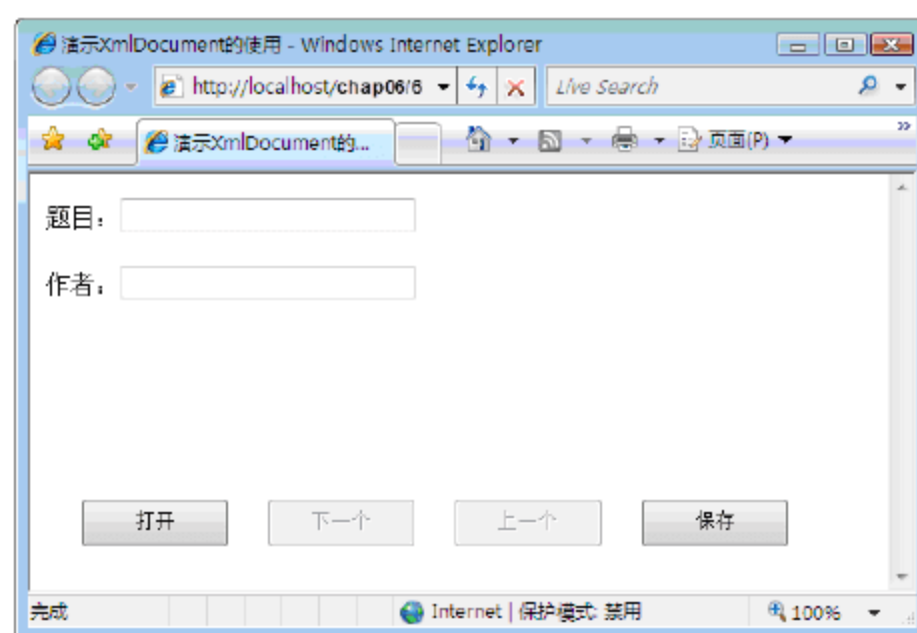 演示XmlDocument的使用 - Windows Internet Explorer
http://localhost/chap06/6
Live Search
演示XmlDocument的...
页面(P)
»
题目：
作者：
打开
下一个
上一个
保存
完成
Internet | 保护模式: 禁用
100%